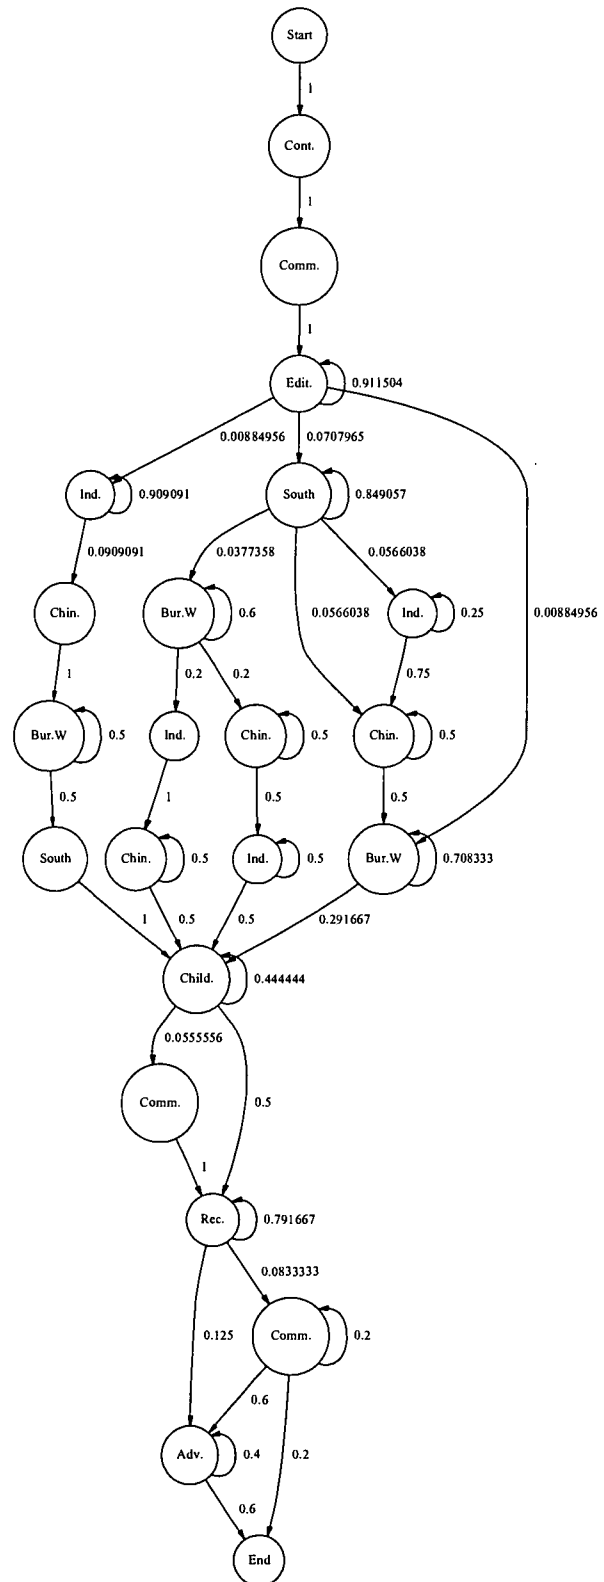 Start
1
Cont.
1
Comm.
1
Edit.
0.911504
0.00884956
0.0707965
Ind.
0.909091
South
0.849057
0.0909091
0.0377358
0.0566038
Chin.
Bur.W
0.6
0.0566038
Ind.
0.25
0.00884956
1
0.2
0.2
0.75
Bur.W
0.5
Ind.
Chin.
0.5
Chin.
0.5
0.5
1
0.5
0.5
South
Chin.
0.5
Ind.
0.5
Bur.W
0.708333
1
0.5
0.5
0.291667
Child.
0.444444
0.0555556
Comm.
0.5
1
Rec.
0.791667
0.0833333
0.125
Comm.
0.2
0.6
Adv.
0.4
0.2
0.6
End